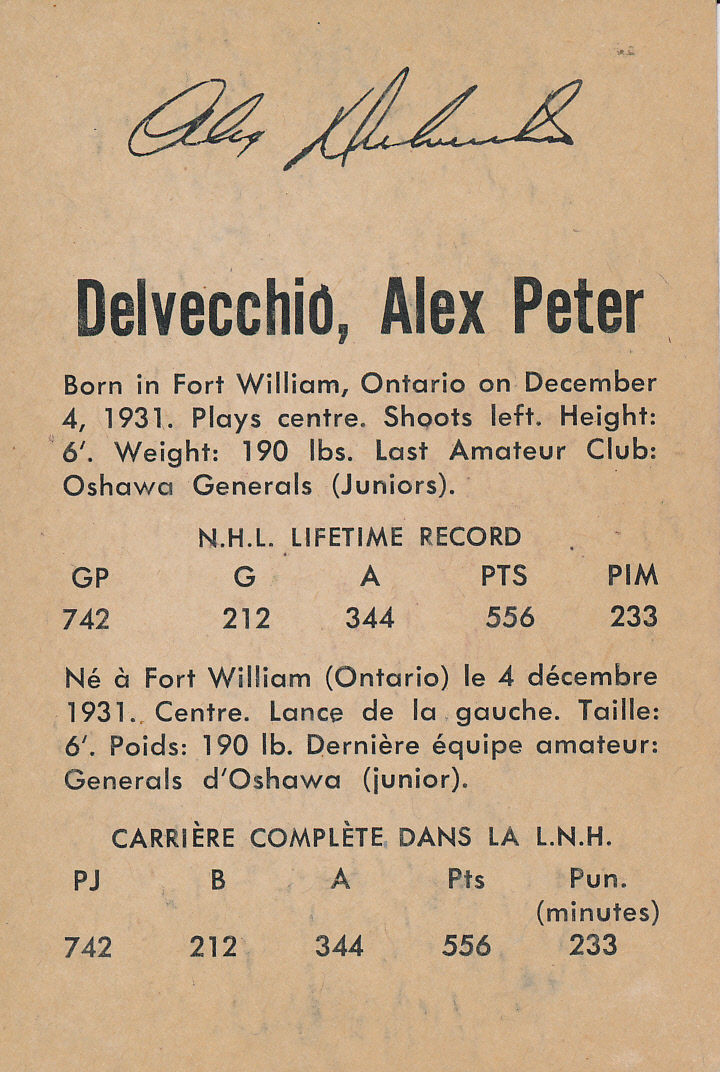 Alex Delvecchio
Delvecchio, Alex Peter
Born in Fort William, Ontario on December
4, 1931. Plays centre. Shoots left. Height:
6'. Weight: 190 lbs. Last Amateur Club:
Oshawa Generals (Juniors).
N.H.L. LIFETIME RECORD
GP G A PTS PIM
742 212 344 556 233
Né à Fort William (Ontario) le 4 décembre
1931. Centre. Lance de la gauche. Taille:
6'. Poids: 190 lb. Dernière équipe amateur:
Generals d'Oshawa (junior).
CARRIÈRE COMPLÈTE DANS LA L.N.H.
PJ B A Pts Pun.
(minutes)
742 212 344 556 233